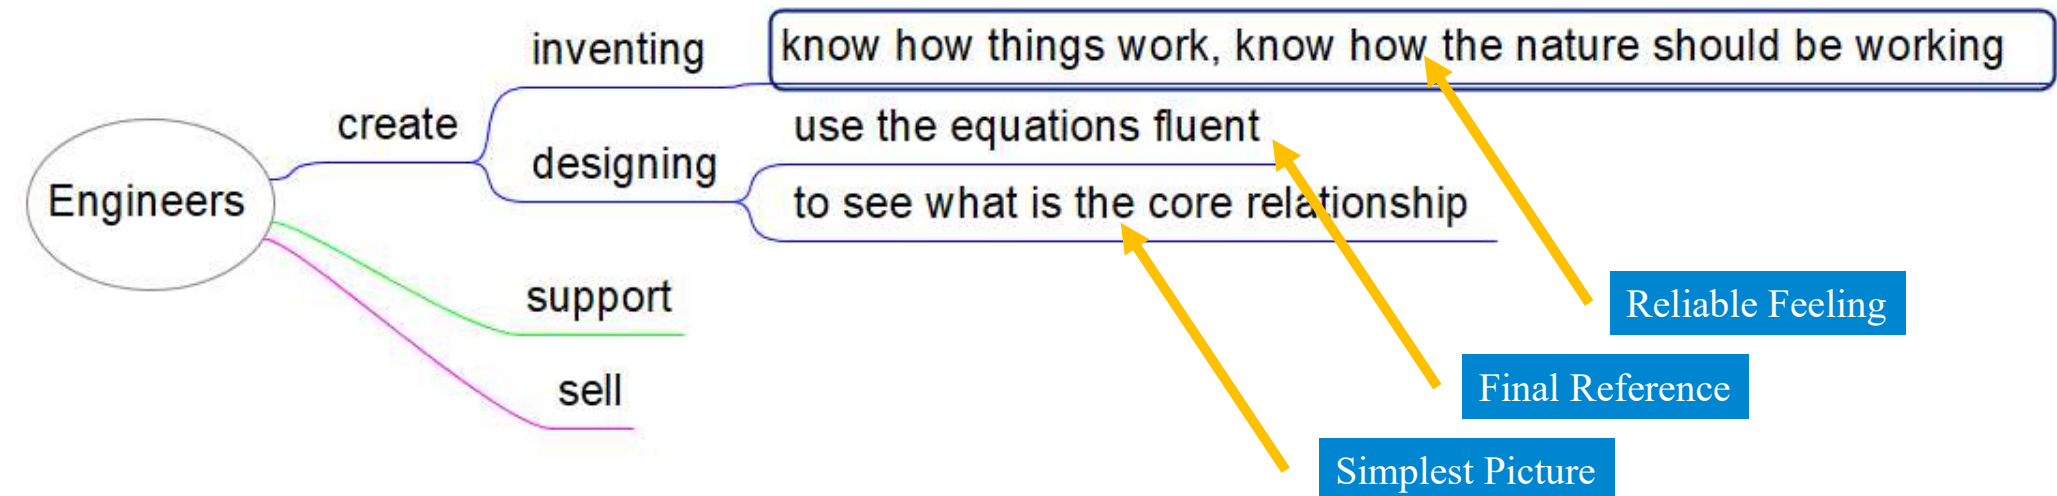 inventing
know how things work, know how the nature should be working
create
use the equations fluent
designing
to see what is the core relationship
Engineers
support
sell
Reliable Feeling
Final Reference
Simplest Picture